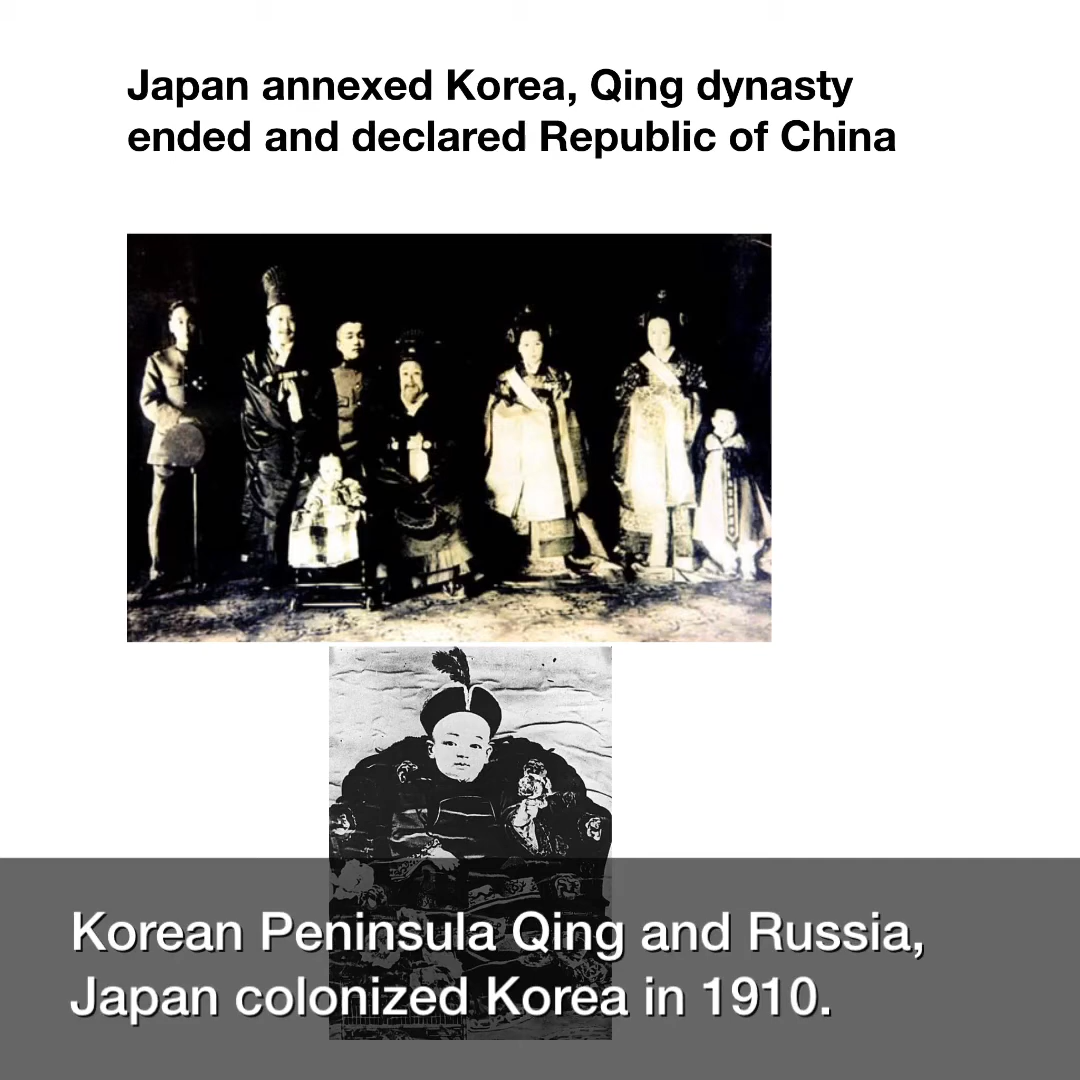 Japan annexed Korea, Qing dynasty
ended and declared Republic of China
Korean Peninsula Qing and Russia,
Japan colonized Korea in 1910.